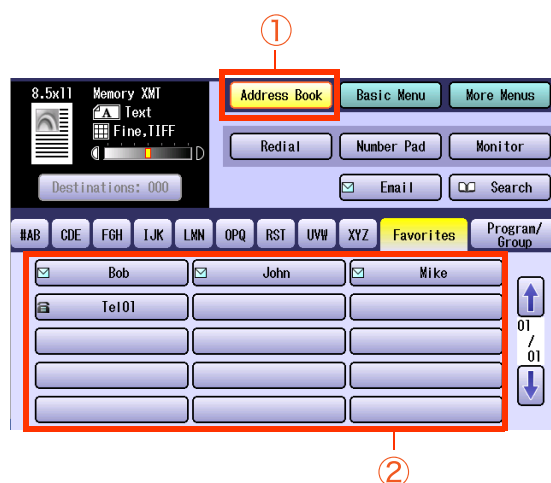 ①
8.5x11 Memory XMT
A Text
Fine,TIFF
D
Destinations: 000
Address Book Basic Menu More Menus
Redial Number Pad Monitor
Email Search
#AB CDE FGH IJK LMN OPQ RST UVW XYZ Favorites Program/
Group
Bob John Mike
Tel01
01
/
01
②